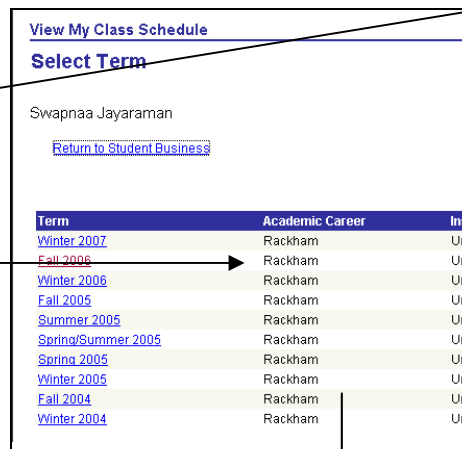 View My Class Schedule
Select Term
Swapnaa Jayaraman
Return to Student Business
Term Academic Career
Winter 2007 Rackham
Fall 2006 Rackham
Winter 2006 Rackham
Fall 2005 Rackham
Summer 2005 Rackham
Spring/Summer 2005 Rackham
Spring 2005 Rackham
Winter 2005 Rackham
Fall 2004 Rackham
Winter 2004 Rackham